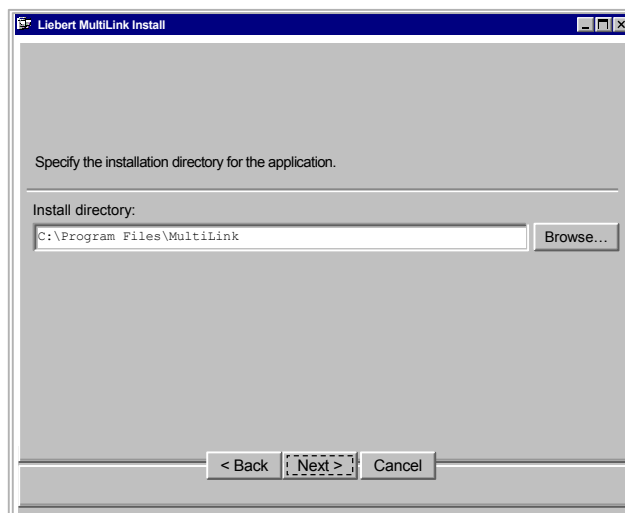 Liebert MultiLink Install
Specify the installation directory for the application.
Install directory:
C:\Program Files\MultiLink
Browse...
< Back
Next >
Cancel